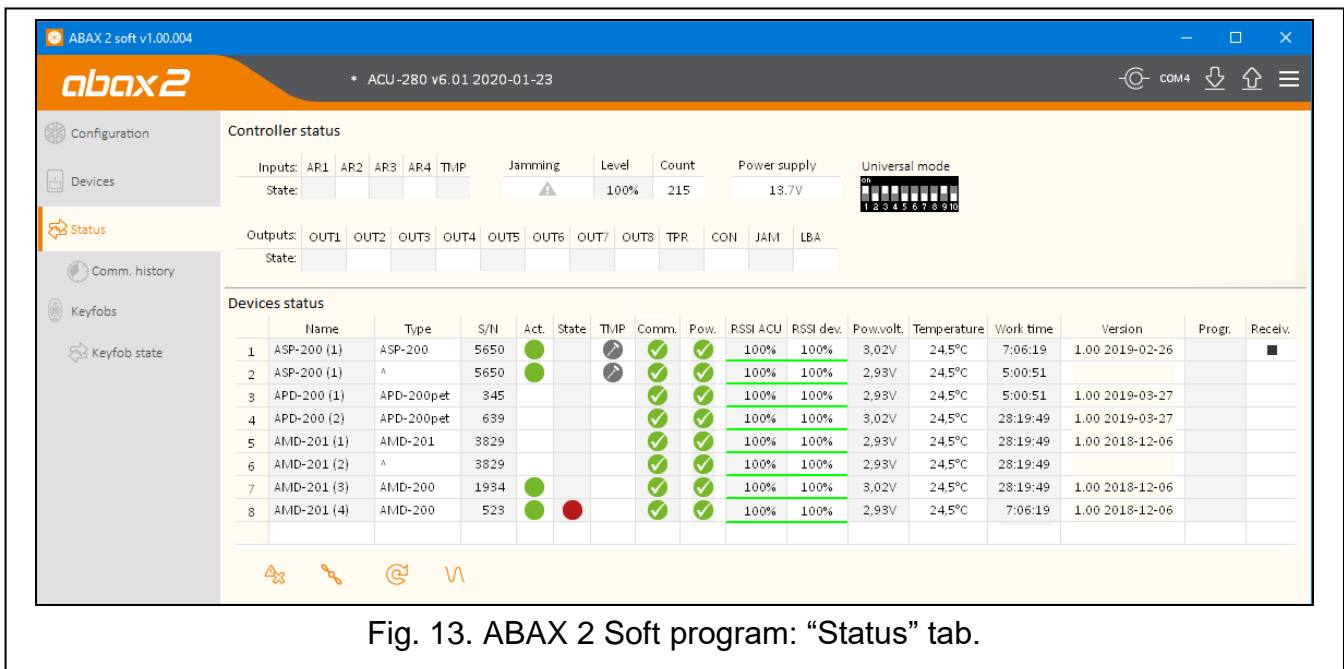 ABAX 2 soft v1.00.004
abax 2
* ACU-280 v6.01 2020-01-23
COM4
Configuration
Devices
Status
Comm. history
Keyfobs
Keyfob state
Controller status
Inputs: AR1 AR2 AR3 AR4 TMP Jamming Level Count Power supply Universal mode
State: 100% 215 13.7V
on
1 2 3 4 5 6 7 8 9 10
Outputs: OUT1 OUT2 OUT3 OUT4 OUT5 OUT6 OUT7 OUT8 TPR CON JAM LBA
State:
Devices status
Name Type S/N Act. State TMP Comm. Pow. RSSI ACU RSSI dev. Pow.volt. Temperature Work time Version Progr. Receiv.
1 ASP-200 (1) ASP-200 5650 100% 100% 3,02V 24,5°C 7:06:19 1.00 2019-02-26
2 ASP-200 (1) ^ 5650 100% 100% 2,93V 24,5°C 5:00:51
3 APD-200 (1) APD-200pet 345 100% 100% 2,93V 24,5°C 5:00:51 1.00 2019-03-27
4 APD-200 (2) APD-200pet 639 100% 100% 3,02V 24,5°C 28:19:49 1.00 2019-03-27
5 AMD-201 (1) AMD-201 3829 100% 100% 2,93V 24,5°C 28:19:49 1.00 2018-12-06
6 AMD-201 (2) ^ 3829 100% 100% 2,93V 24,5°C 28:19:49
7 AMD-201 (3) AMD-200 1934 100% 100% 3,02V 24,5°C 28:19:49 1.00 2018-12-06
8 AMD-201 (4) AMD-200 523 100% 100% 2,93V 24,5°C 7:06:19 1.00 2018-12-06
Fig. 13. ABAX 2 Soft program: “Status” tab.